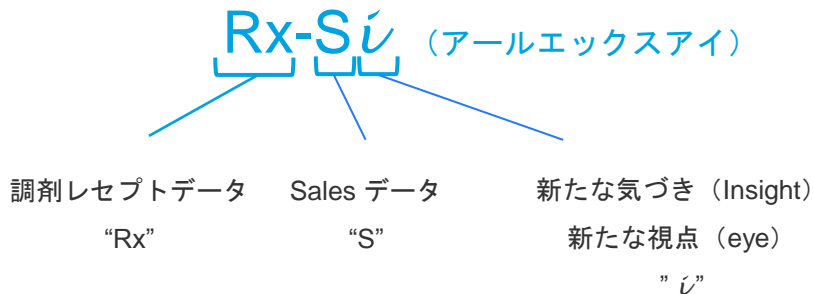 Rx-Si （アールエックスアイ）
調剤レセプトデータ
“Rx”
Sales データ
“S”
新たな気づき（Insight）
新たな視点（eye）
” i”